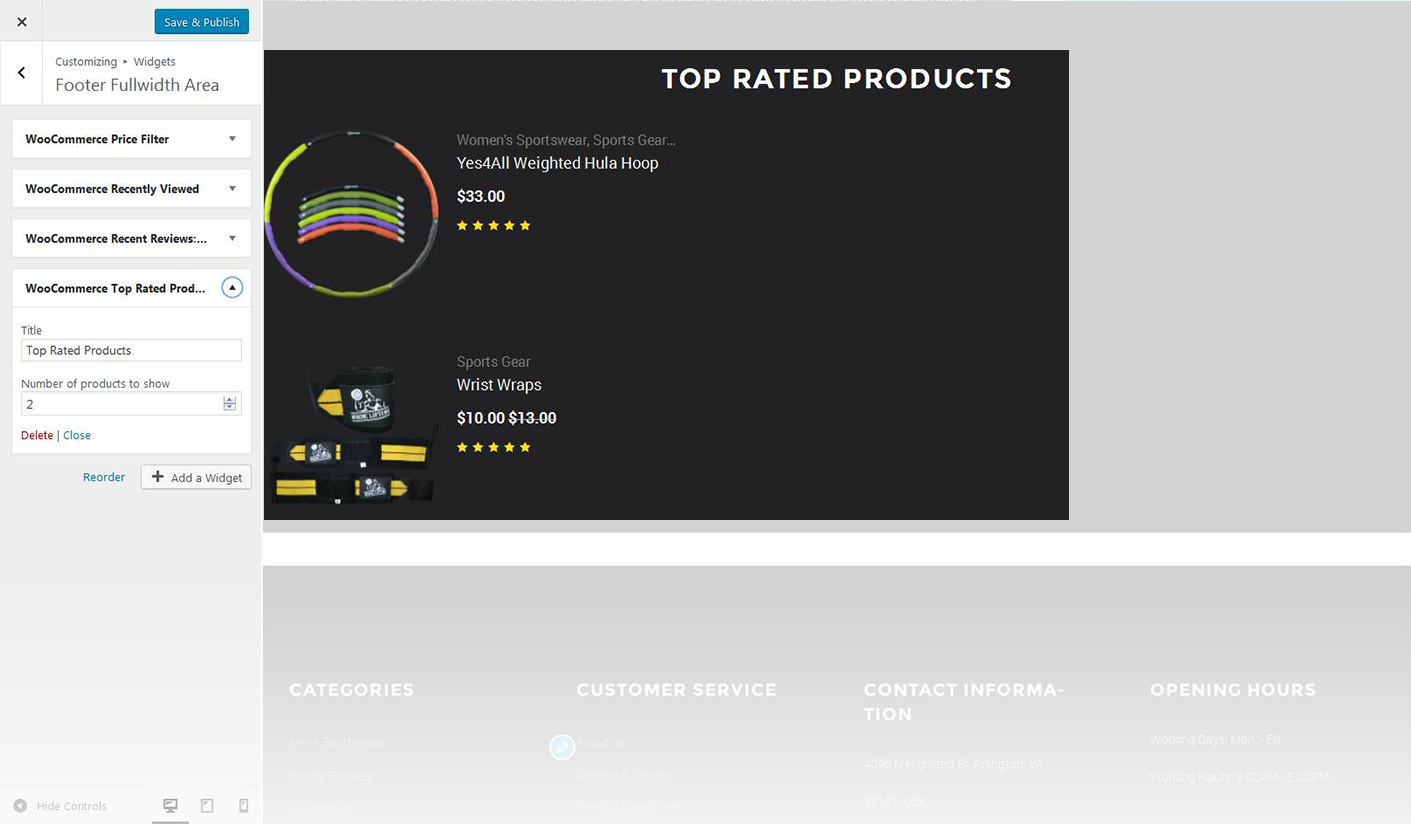 Save & Publish
Customizing ▸ Widgets
Footer Fullwidth Area
WooCommerce Price Filter
WooCommerce Recently Viewed
WooCommerce Recent Reviews:...
WooCommerce Top Rated Prod...
Title
Top Rated Products
Number of products to show
2
Delete | Close
Reorder
Add a Widget
Hide Controls
TOP RATED PRODUCTS
Women's Sportswear, Sports Gear...
Yes4All Weighted Hula Hoop
$33.00
Sports Gear
Wrist Wraps
$10.00 $13.00
CATEGORIES
Men's Sportswear
Sports Fanwear
Sports Gear
CUSTOMER SERVICE
About us
Delivery & Returns
Terms & Conditions
CONTACT INFORMA-
TION
4096 N Highland St, Arlington, VA
53101, USA
OPENING HOURS
Working Days: Mon. - Fri.
Working Hours: 9.00AM - 5.00PM